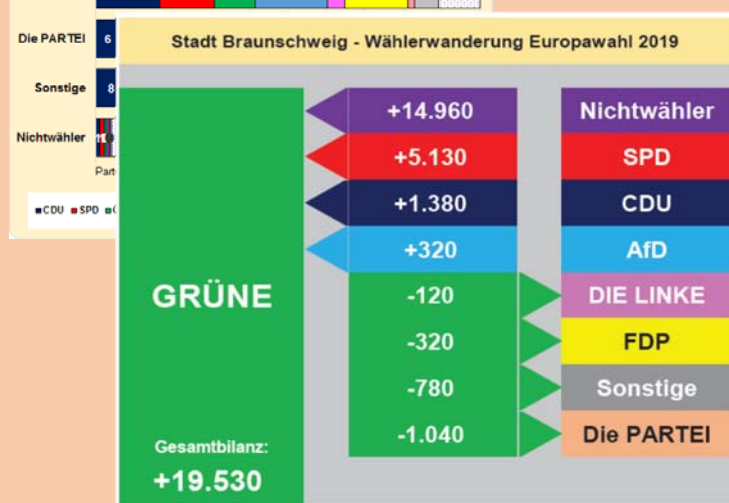 Die PARTEI 6
Sonstige 8
Nichtwähler
■CDU ■SPD
Stadt Braunschweig - Wählerwanderung Europawahl 2019
GRÜNE
+14.960 Nichtwähler
+5.130 SPD
+1.380 CDU
+320 AfD
-120 DIE LINKE
-320 FDP
-780 Sonstige
-1.040 Die PARTEI
Gesamtbilanz:
+19.530